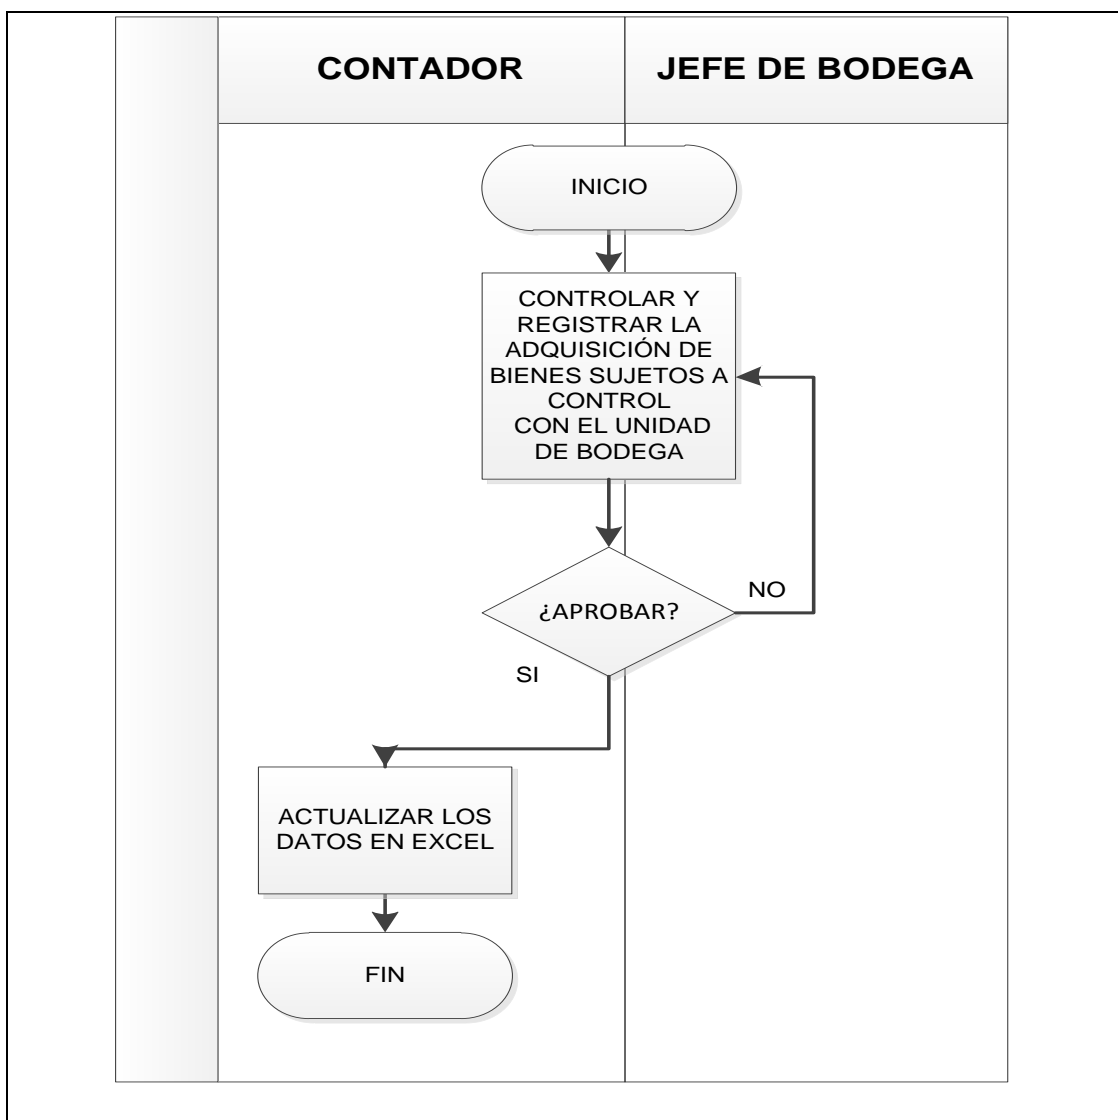 CONTADOR
JEFE DE BODEGA
INICIO
CONTROLAR Y
REGISTRAR LA
ADQUISICIÓN DE
BIENES SUJETOS A
CONTROL
CON EL UNIDAD
DE BODEGA
¿APROBAR?
NO
SI
ACTUALIZAR LOS
DATOS EN EXCEL
FIN